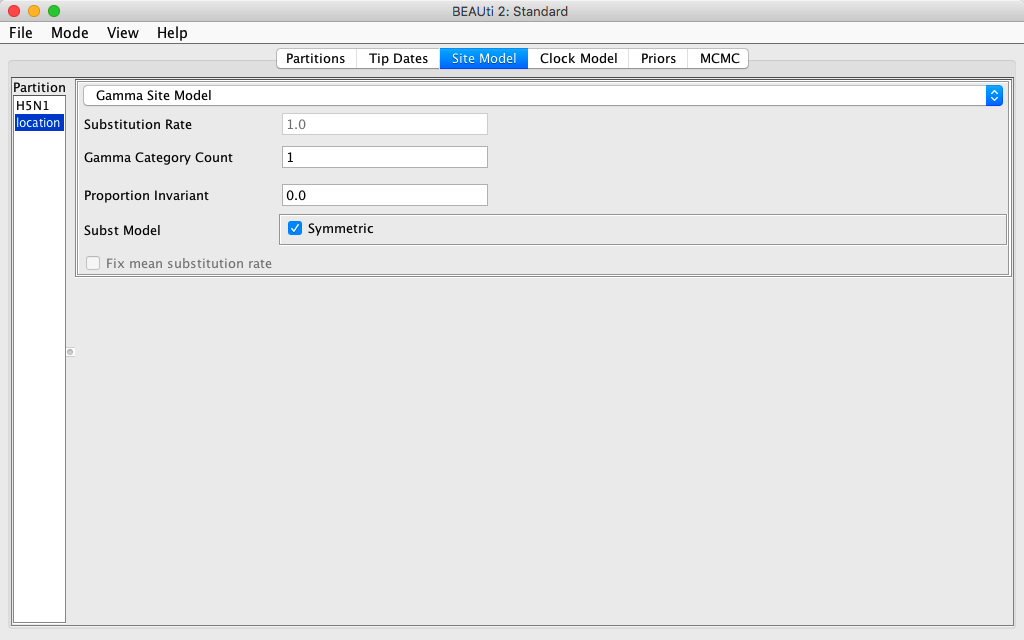 BEAUti 2: Standard
File Mode View Help
Partitions Tip Dates Site Model Clock Model Priors MCMC
Partition
H5N1
location
Gamma Site Model
Substitution Rate 1.0
Gamma Category Count 1
Proportion Invariant 0.0
Subst Model Symmetric
Fix mean substitution rate